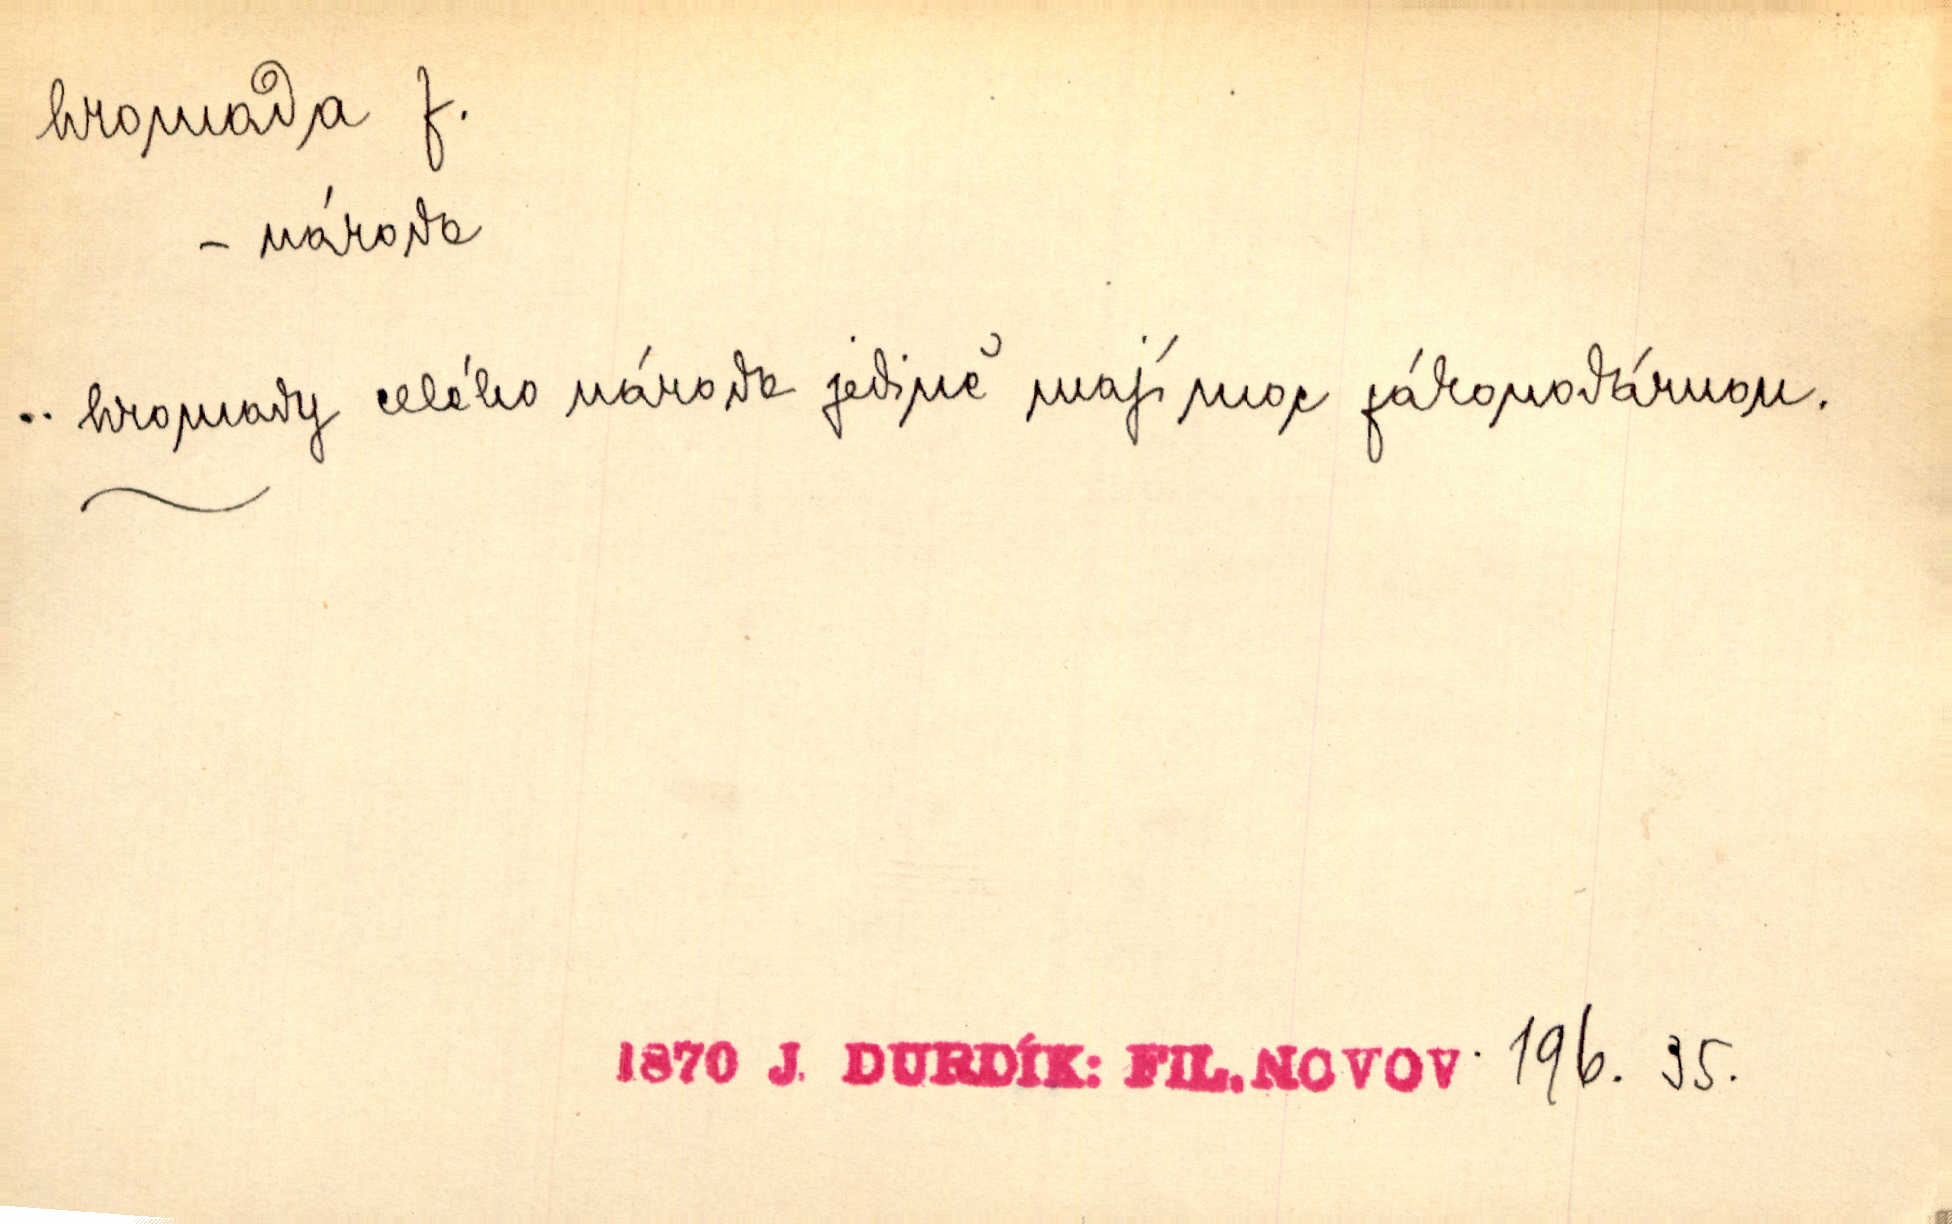 hromada f.
– národa
.. hromady celého národa jedině mají moc zákonodárnou.
1870 J. DURDÍK: FIL. NOVOV. 196. 35.